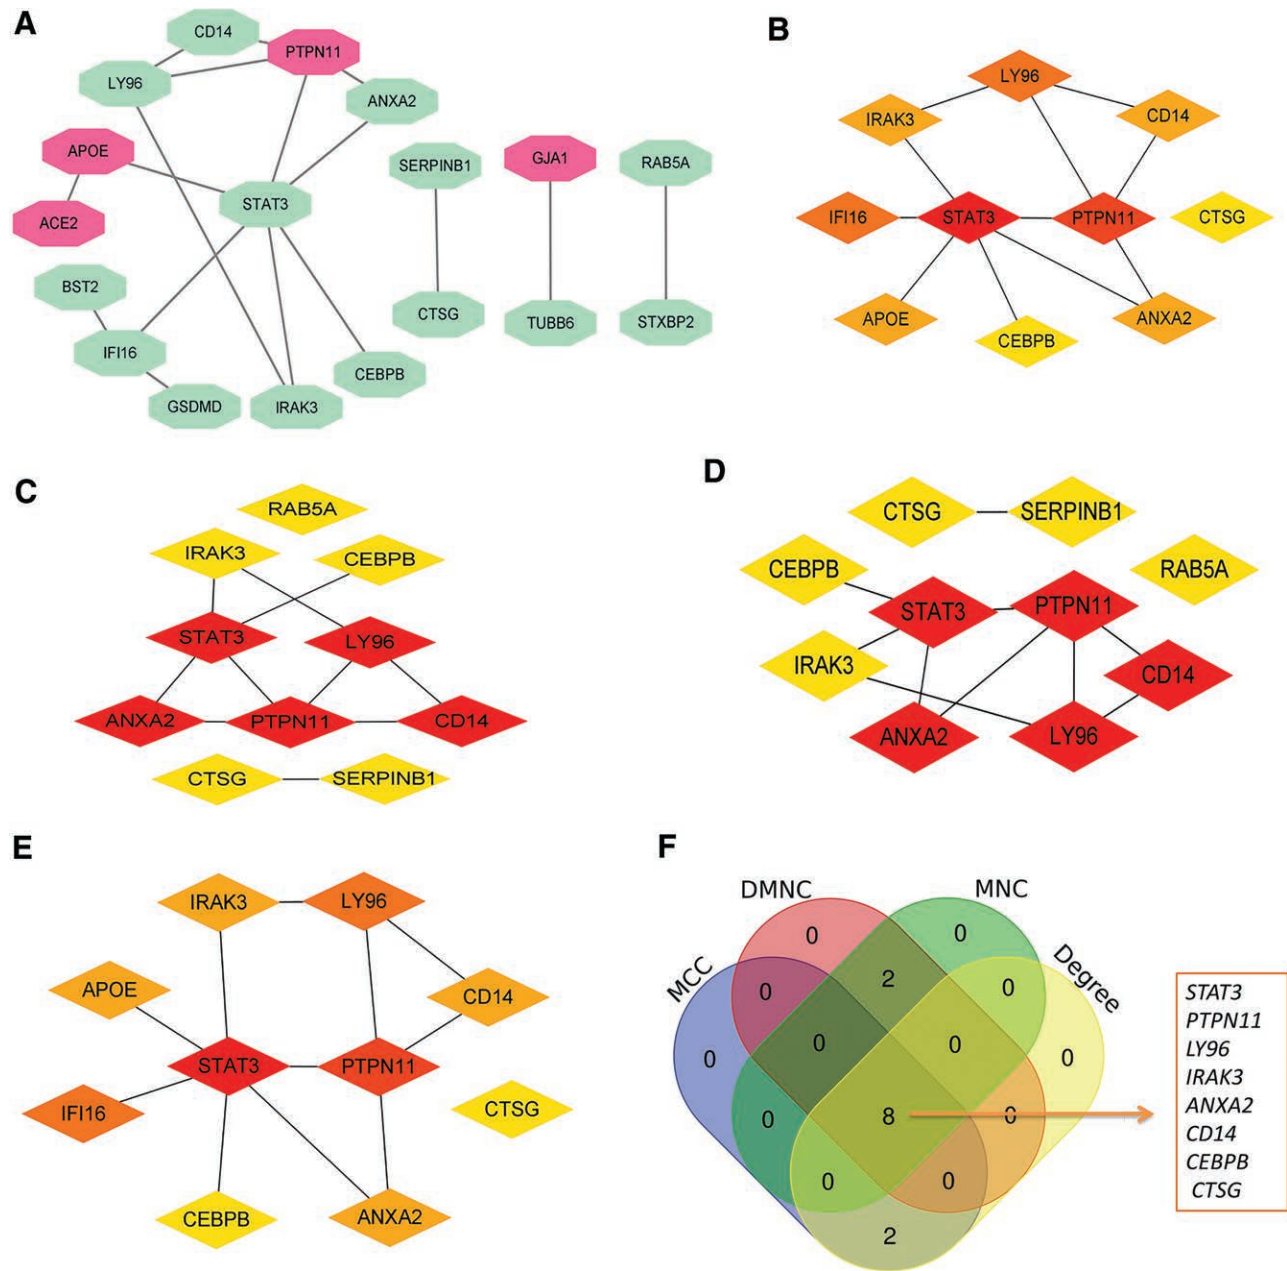 A
CD14
PTPN11
LY96
ANXA2
APOE
STAT3
ACE2
BST2
IFI16
GSDMD
IRAK3
CEBPB
SERPINB1
CTSG
GJA1
TUBB6
RAB5A
STXBP2
B
LY96
IRAK3
CD14
IFI16
STAT3
PTPN11
CTSG
APOE
CEBPB
ANXA2
C
RAB5A
IRAK3
CEBPB
STAT3
LY96
ANXA2
PTPN11
CD14
CTSG
SERPINB1
D
CTSG
SERPINB1
CEBPB
RAB5A
STAT3
PTPN11
IRAK3
CD14
ANXA2
LY96
E
IRAK3
LY96
APOE
CD14
STAT3
PTPN11
IFI16
CTSG
CEBPB
ANXA2
F
DMNC
MNC
MCC
Degree
0
0
2
0
0
0
0
0
0
0
8
0
0
0
2
STAT3
PTPN11
LY96
IRAK3
ANXA2
CD14
CEBPB
CTSG